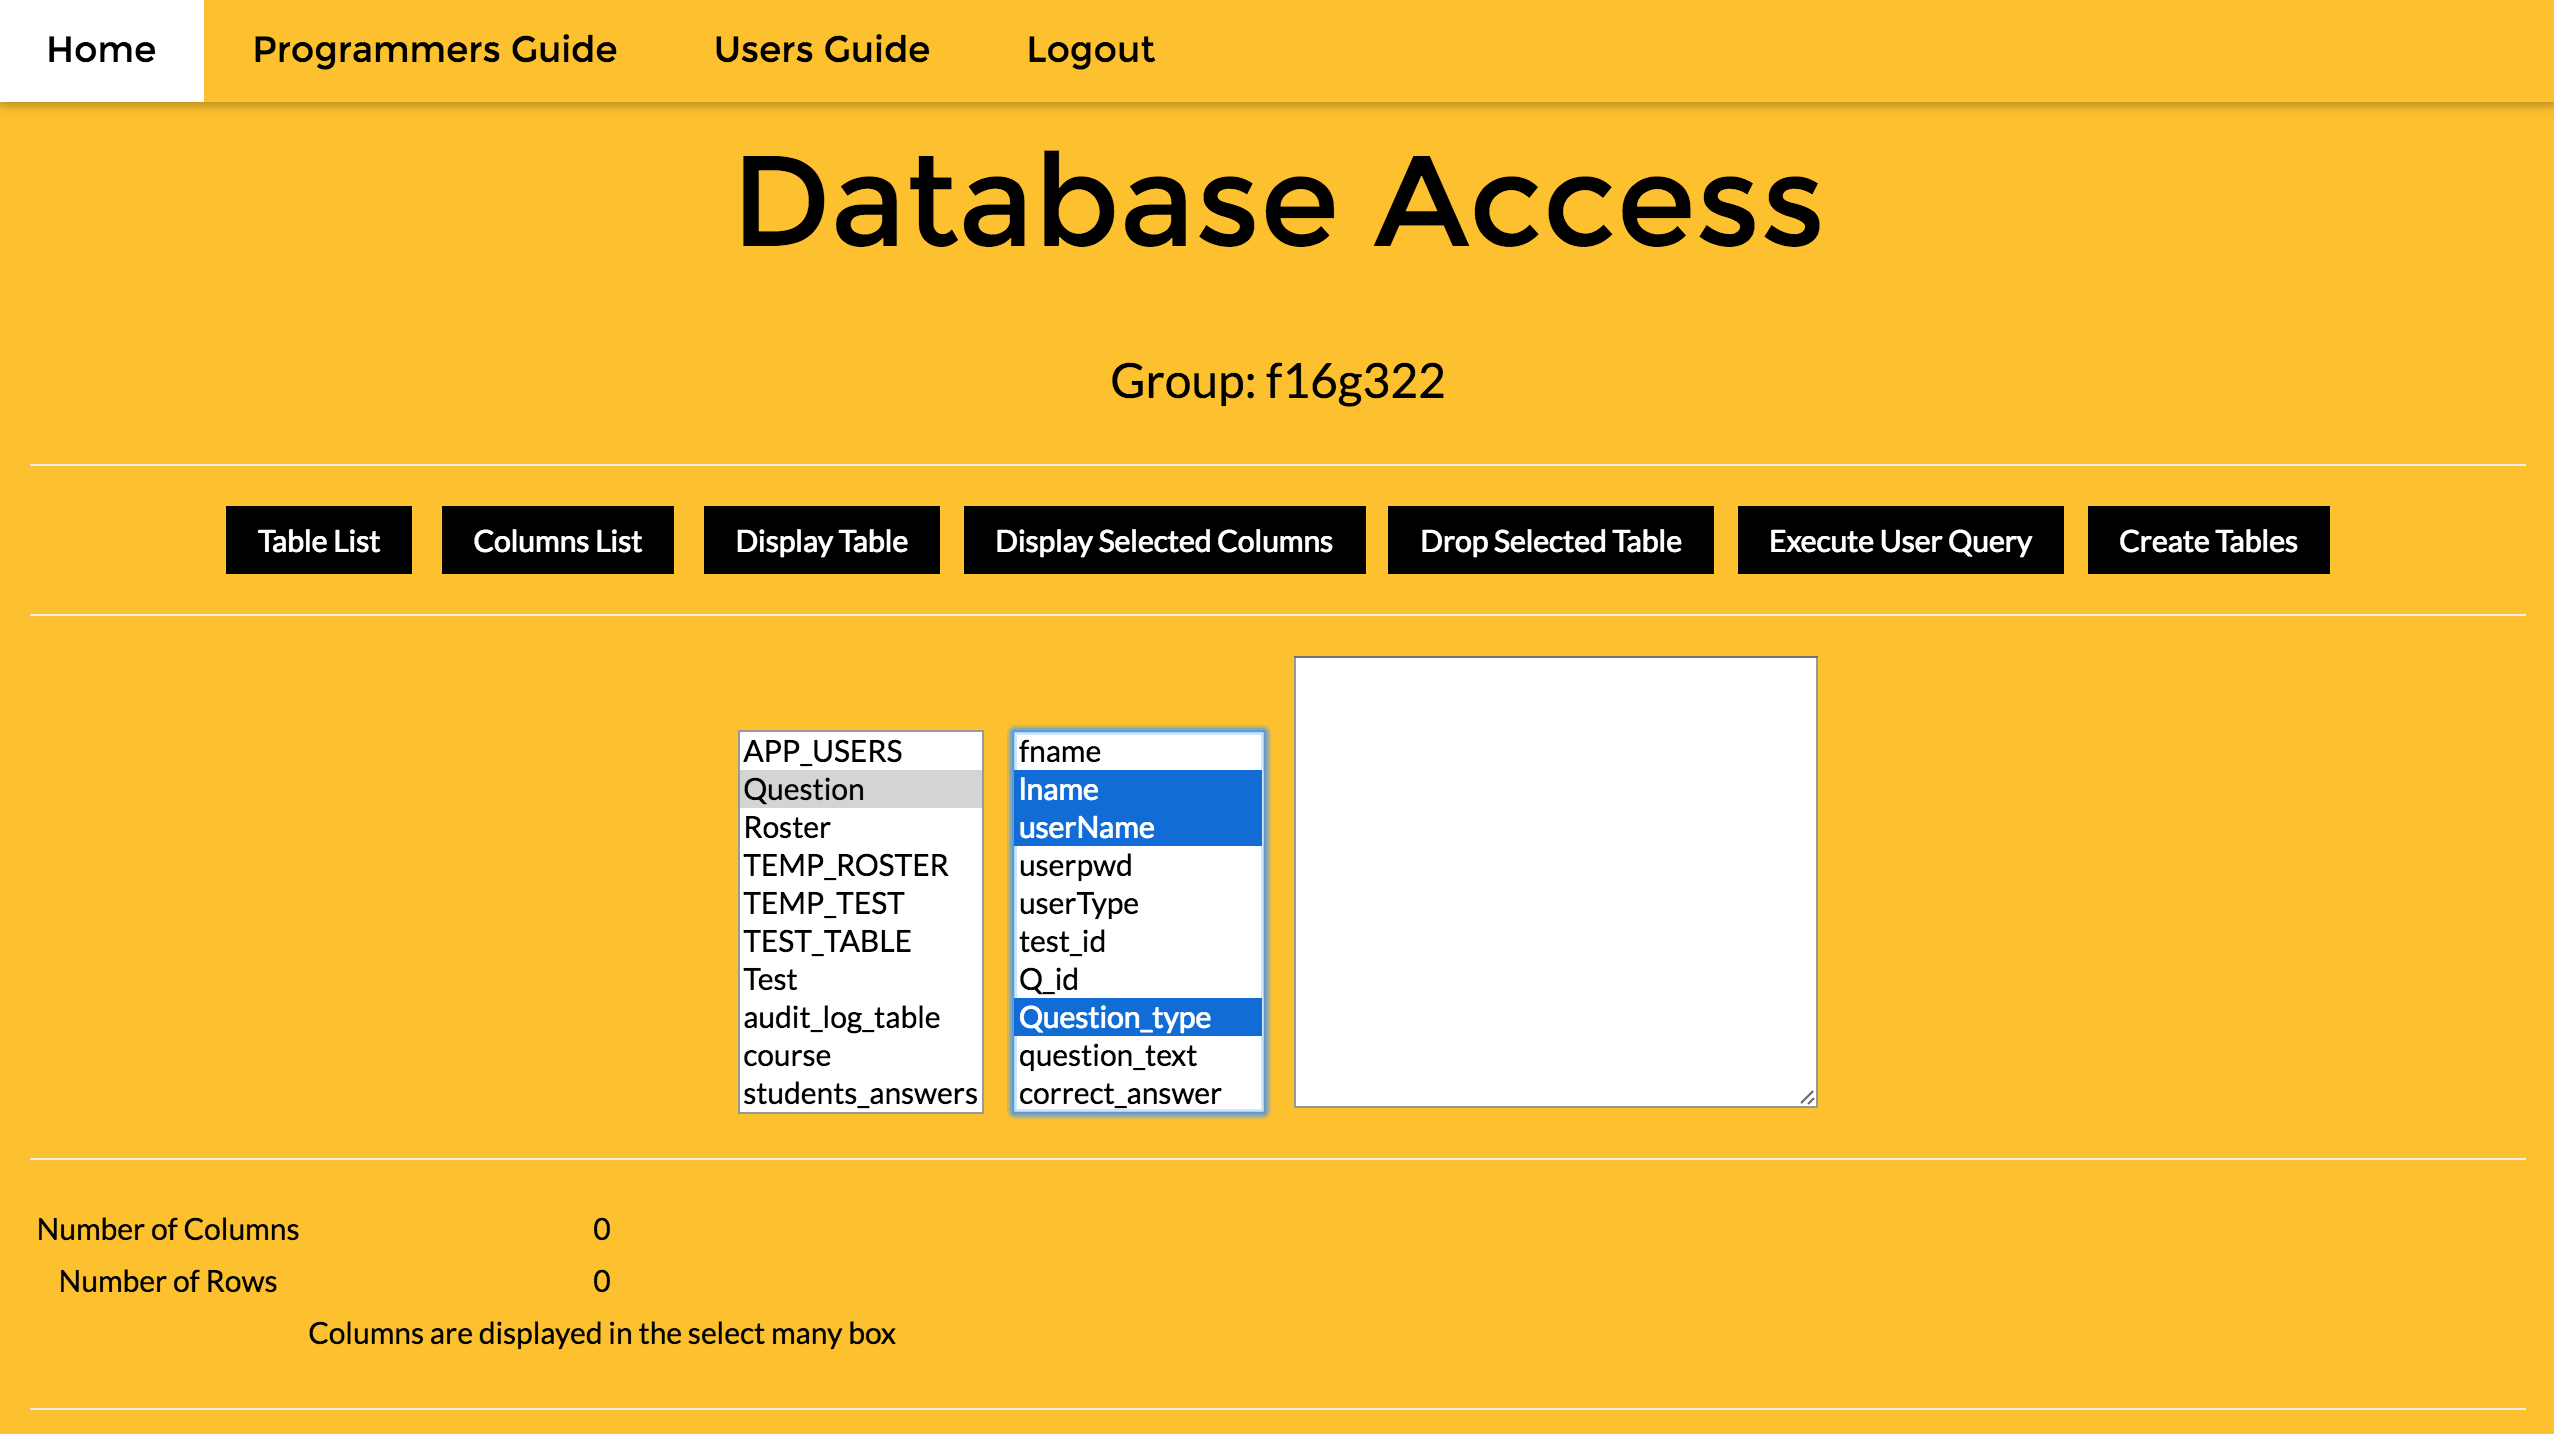 Home Programmers Guide Users Guide Logout
Database Access
Group: f16g322
Table List Columns List Display Table Display Selected Columns Drop Selected Table Execute User Query Create Tables
APP_USERS
Question
Roster
TEMP_ROSTER
TEMP_TEST
TEST_TABLE
Test
audit_log_table
course
students_answers
fname
lname
userName
userpwd
userType
test_id
Q_id
Question_type
question_text
correct_answer
Number of Columns 0
Number of Rows 0
Columns are displayed in the select many box